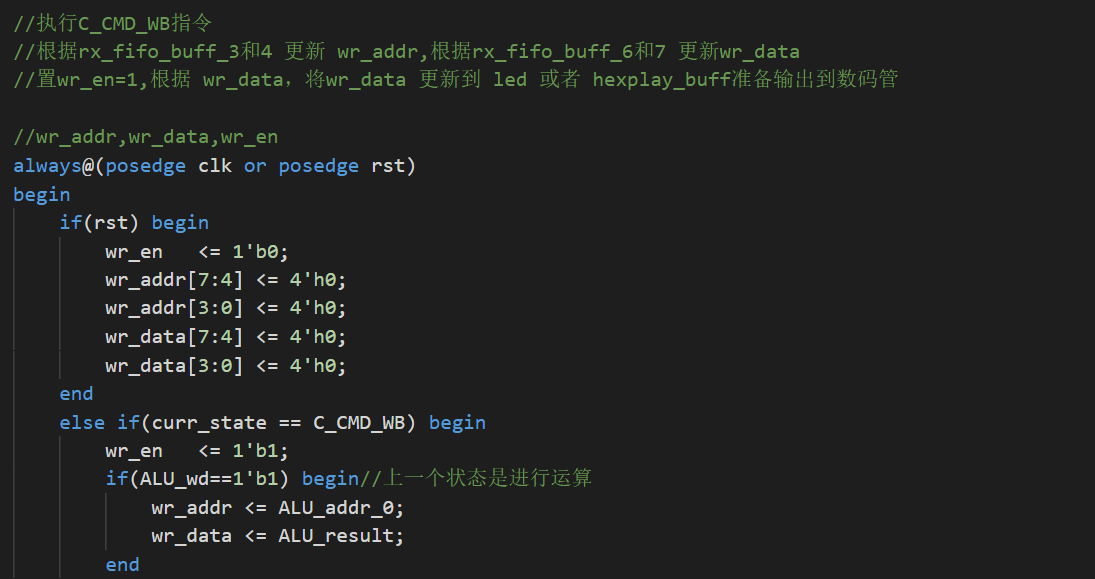 //执行C_CMD_WB指令
//根据rx_fifo_buff_3和4 更新 wr_addr,根据rx_fifo_buff_6和7 更新wr_data
//置wr_en=1,根据 wr_data，将wr_data 更新到 led 或者 hexplay_buff准备输出到数码管

//wr_addr,wr_data,wr_en
always@(posedge clk or posedge rst)
begin
    if(rst) begin
        wr_en   <= 1'b0;
        wr_addr[7:4] <= 4'h0;
        wr_addr[3:0] <= 4'h0;
        wr_data[7:4] <= 4'h0;
        wr_data[3:0] <= 4'h0;
    end
    else if(curr_state == C_CMD_WB) begin
        wr_en   <= 1'b1;
        if(ALU_wd==1'b1) begin//上一个状态是进行运算
            wr_addr <= ALU_addr_0;
            wr_data <= ALU_result;
        end